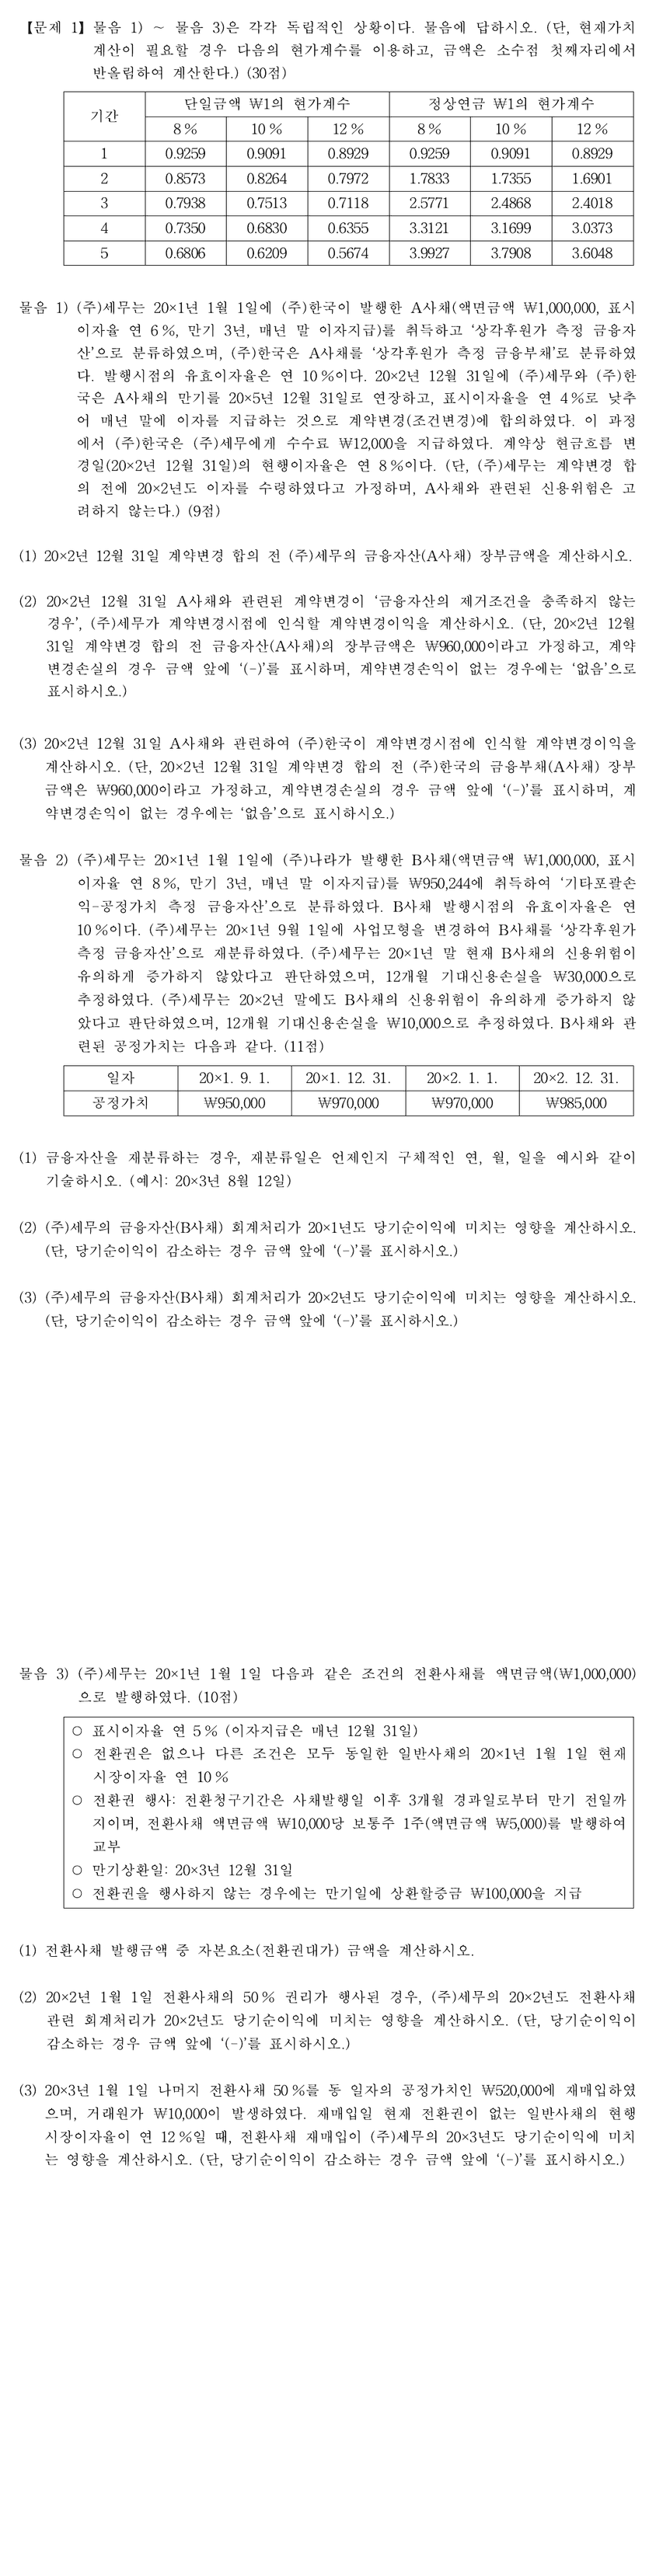 【문제 1】 물음 1) ~ 물음 3)은 각각 독립적인 상황이다. 물음에 답하시오. (단, 현재가치
계산이 필요할 경우 다음의 현가계수를 이용하고, 금액은 소수점 첫째자리에서
반올림하여 계산한다.) (30점)
기간 단일금액 ₩1의 현가계수 정상연금 ₩1의 현가계수
8% 10% 12% 8% 10% 12%
1 0.9259 0.9091 0.8929 0.9259 0.9091 0.8929
2 0.8573 0.8264 0.7972 1.7833 1.7355 1.6901
3 0.7938 0.7513 0.7118 2.5771 2.4868 2.4018
4 0.7350 0.6830 0.6355 3.3121 3.1699 3.0373
5 0.6806 0.6209 0.5674 3.9927 3.7908 3.6048
물음 1) (주)세무는 20×1년 1월 1일에 (주)한국이 발행한 A사채(액면금액 ₩1,000,000, 표시
이자율 연 6%, 만기 3년, 매년 말 이자지급)를 취득하고 ‘상각후원가 측정 금융자
산’으로 분류하였으며, (주)한국은 A사채를 ‘상각후원가 측정 금융부채’로 분류하였
다. 발행시점의 유효이자율은 연 10%이다. 20×2년 12월 31일에 (주)세무와 (주)한
국은 A사채의 만기를 20×5년 12월 31일로 연장하고, 표시이자율을 연 4%로 낮추
어 매년 말에 이자를 지급하는 것으로 계약변경(조건변경)에 합의하였다. 이 과정
에서 (주)한국은 (주)세무에게 수수료 ₩12,000을 지급하였다. 계약상 현금흐름 변
경일(20×2년 12월 31일)의 현행이자율은 연 8%이다. (단, (주)세무는 계약변경 합
의 전에 20×2년도 이자를 수령하였다고 가정하며, A사채와 관련된 신용위험은 고
려하지 않는다.) (9점)
(1) 20×2년 12월 31일 계약변경 합의 전 (주)세무의 금융자산(A사채) 장부금액을 계산하시오.
(2) 20×2년 12월 31일 A사채와 관련된 계약변경이 ‘금융자산의 제거조건을 충족하지 않는
경우’, (주)세무가 계약변경시점에 인식할 계약변경이익을 계산하시오. (단, 20×2년 12월
31일 계약변경 합의 전 금융자산(A사채)의 장부금액은 ₩960,000이라고 가정하고, 계약
변경손실의 경우 금액 앞에 ‘(-)’를 표시하며, 계약변경손익이 없는 경우에는 ‘없음’으로
표시하시오.)
(3) 20×2년 12월 31일 A사채와 관련하여 (주)한국이 계약변경시점에 인식할 계약변경이익을
계산하시오. (단, 20×2년 12월 31일 계약변경 합의 전 (주)한국의 금융부채(A사채) 장부
금액은 ₩960,000이라고 가정하고, 계약변경손실의 경우 금액 앞에 ‘(-)’를 표시하며, 계
약변경손익이 없는 경우에는 ‘없음’으로 표시하시오.)
물음 2) (주)세무는 20×1년 1월 1일에 (주)나라가 발행한 B사채(액면금액 ₩1,000,000, 표시
이자율 연 8%, 만기 3년, 매년 말 이자지급)를 ₩950,244에 취득하여 ‘기타포괄손
익-공정가치 측정 금융자산’으로 분류하였다. B사채 발행시점의 유효이자율은 연
10%이다. (주)세무는 20×1년 9월 1일에 사업모형을 변경하여 B사채를 ‘상각후원가
측정 금융자산’으로 재분류하였다. (주)세무는 20×1년 말 현재 B사채의 신용위험이
유의하게 증가하지 않았다고 판단하였으며, 12개월 기대신용손실을 ₩30,000으로
추정하였다. (주)세무는 20×2년 말에도 B사채의 신용위험이 유의하게 증가하지 않
았다고 판단하였으며, 12개월 기대신용손실을 ₩10,000으로 추정하였다. B사채와 관
련된 공정가치는 다음과 같다. (11점)
일자 20×1. 9. 1. 20×1. 12. 31. 20×2. 1. 1. 20×2. 12. 31.
공정가치 ₩950,000 ₩970,000 ₩970,000 ₩985,000
(1) 금융자산을 재분류하는 경우, 재분류일은 언제인지 구체적인 연, 월, 일을 예시와 같이
기술하시오. (예시: 20×3년 8월 12일)
(2) (주)세무의 금융자산(B사채) 회계처리가 20×1년도 당기순이익에 미치는 영향을 계산하시오.
(단, 당기순이익이 감소하는 경우 금액 앞에 ‘(-)’를 표시하시오.)
(3) (주)세무의 금융자산(B사채) 회계처리가 20×2년도 당기순이익에 미치는 영향을 계산하시오.
(단, 당기순이익이 감소하는 경우 금액 앞에 ‘(-)’를 표시하시오.)
물음 3) (주)세무는 20×1년 1월 1일 다음과 같은 조건의 전환사채를 액면금액(₩1,000,000)
으로 발행하였다. (10점)
○ 표시이자율 연 5% (이자지급은 매년 12월 31일)
○ 전환권은 없으나 다른 조건은 모두 동일한 일반사채의 20×1년 1월 1일 현재
시장이자율 연 10%
○ 전환권 행사: 전환청구기간은 사채발행일 이후 3개월 경과일로부터 만기 전일까
지이며, 전환사채 액면금액 ₩10,000당 보통주 1주(액면금액 ₩5,000)를 발행하여
교부
○ 만기상환일: 20×3년 12월 31일
○ 전환권을 행사하지 않는 경우에는 만기일에 상환할증금 ₩100,000을 지급
(1) 전환사채 발행금액 중 자본요소(전환권대가) 금액을 계산하시오.
(2) 20×2년 1월 1일 전환사채의 50% 권리가 행사된 경우, (주)세무의 20×2년도 전환사채
관련 회계처리가 20×2년도 당기순이익에 미치는 영향을 계산하시오. (단, 당기순이익이
감소하는 경우 금액 앞에 ‘(-)’를 표시하시오.)
(3) 20×3년 1월 1일 나머지 전환사채 50%를 동 일자의 공정가치인 ₩520,000에 재매입하였
으며, 거래원가 ₩10,000이 발생하였다. 재매입일 현재 전환권이 없는 일반사채의 현행
시장이자율이 연 12%일 때, 전환사채 재매입이 (주)세무의 20×3년도 당기순이익에 미치
는 영향을 계산하시오. (단, 당기순이익이 감소하는 경우 금액 앞에 ‘(-)’를 표시하시오.)